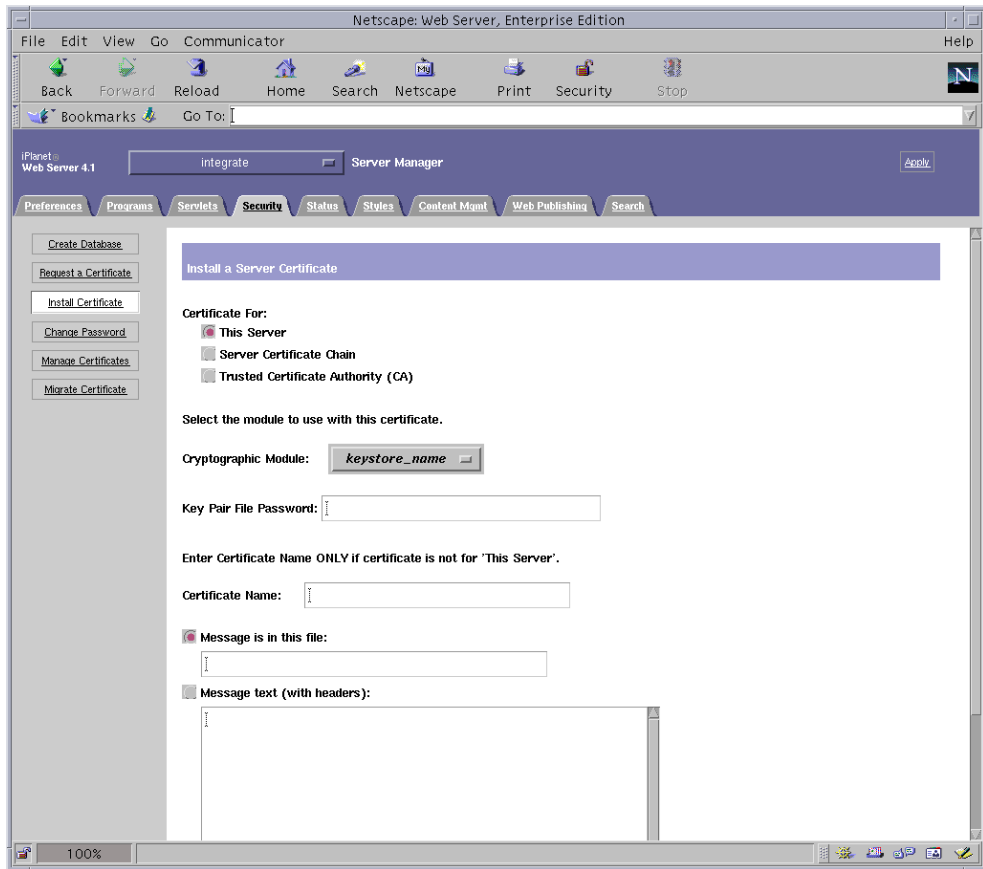 Netscape: Web Server, Enterprise Edition
File Edit View Go Communicator Help
Back Forward Reload Home Search Netscape Print Security Stop
My
N
Bookmarks Go To:
iPlanet
Web Server 4.1
integrate
Server Manager
Apply
Preferences Programs Servlets Security Status Styles Content Mgmt Web Publishing Search
Create Database
Request a Certificate
Install Certificate
Change Password
Manage Certificates
Migrate Certificate
Install a Server Certificate
Certificate For:
This Server
Server Certificate Chain
Trusted Certificate Authority (CA)
Select the module to use with this certificate.
Cryptographic Module: keystore_name
Key Pair File Password:
Enter Certificate Name ONLY if certificate is not for 'This Server'.
Certificate Name:
Message is in this file:
Message text (with headers):
100%